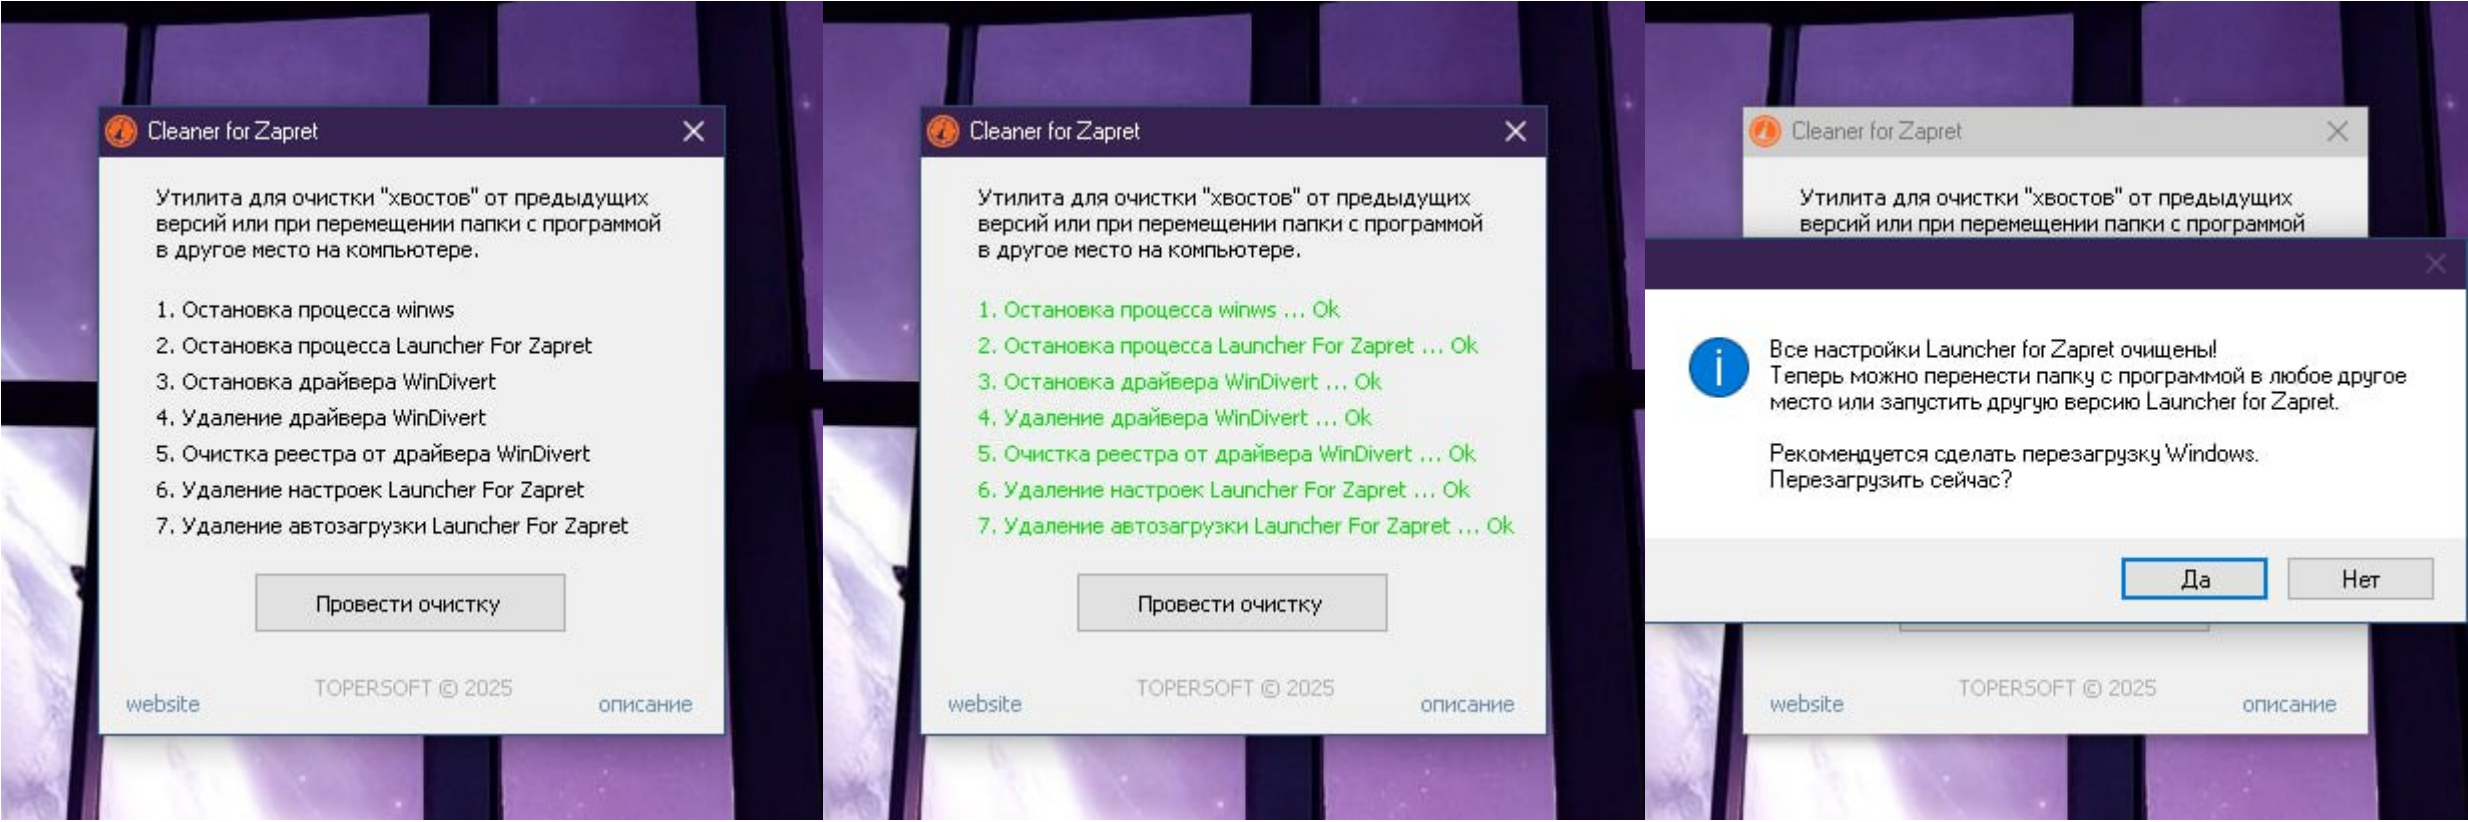 Cleaner for Zapret
Утилита для очистки "хвостов" от предыдущих
версий или при перемещении папки с программой
в другое место на компьютере.
1. Остановка процесса winws
2. Остановка процесса Launcher For Zapret
3. Остановка драйвера WinDivert
4. Удаление драйвера WinDivert
5. Очистка реестра от драйвера WinDivert
6. Удаление настроек Launcher For Zapret
7. Удаление автозагрузки Launcher For Zapret
Провести очистку
TOPERSOFT © 2025
website
описание
Cleaner for Zapret
Утилита для очистки "хвостов" от предыдущих
версий или при перемещении папки с программой
в другое место на компьютере.
1. Остановка процесса winws ... Ok
2. Остановка процесса Launcher For Zapret ... Ok
3. Остановка драйвера WinDivert ... Ok
4. Удаление драйвера WinDivert ... Ok
5. Очистка реестра от драйвера WinDivert ... Ok
6. Удаление настроек Launcher For Zapret ... Ok
7. Удаление автозагрузки Launcher For Zapret ... Ok
Провести очистку
TOPERSOFT © 2025
website
описание
Cleaner for Zapret
Утилита для очистки "хвостов" от предыдущих
версий или при перемещении папки с программой
Все настройки Launcher for Zapret очищены!
Теперь можно перенести папку с программой в любое другое
место или запустить другую версию Launcher for Zapret.
Рекомендуется сделать перезагрузку Windows.
Перезагрузить сейчас?
Да
Нет
TOPERSOFT © 2025
website
описание